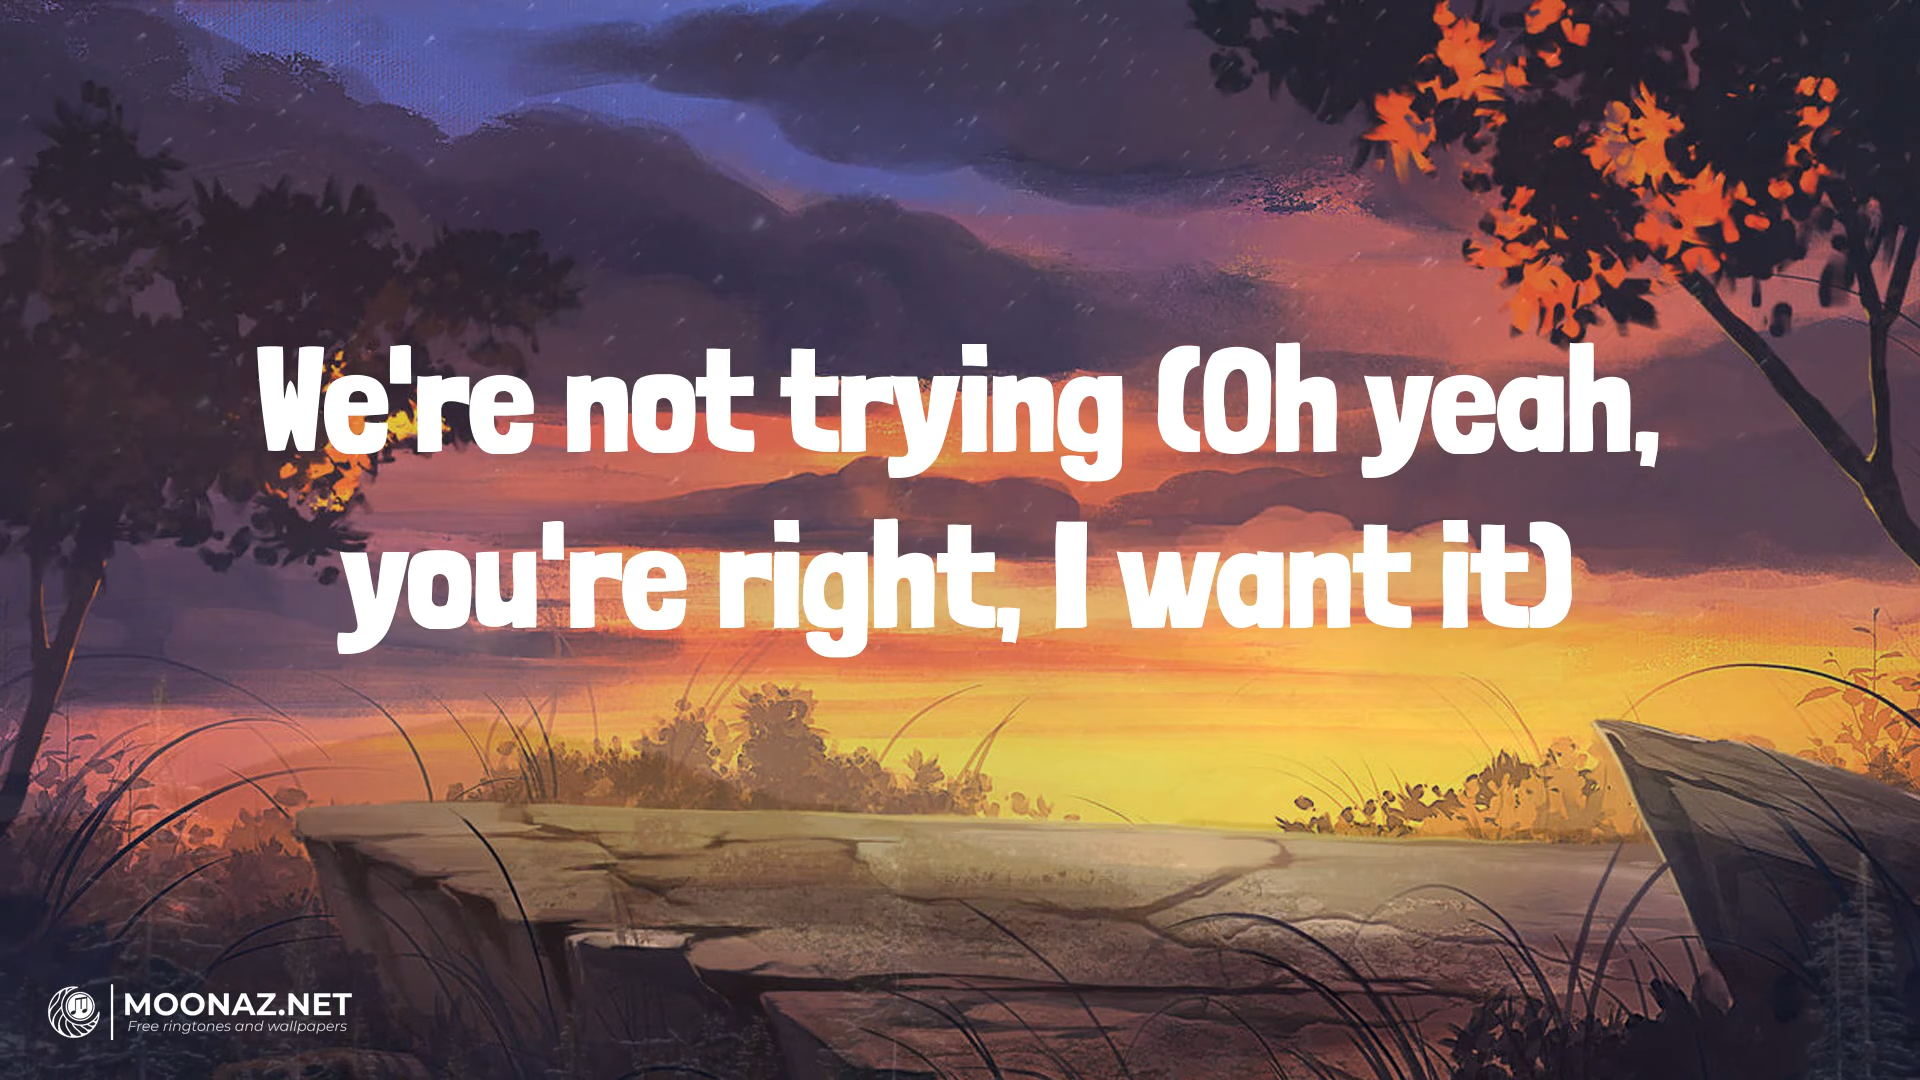 We're not trying (Oh yeah,
you're right, I want it)
MOONAZ.NET
Free ringtones and wallpapers